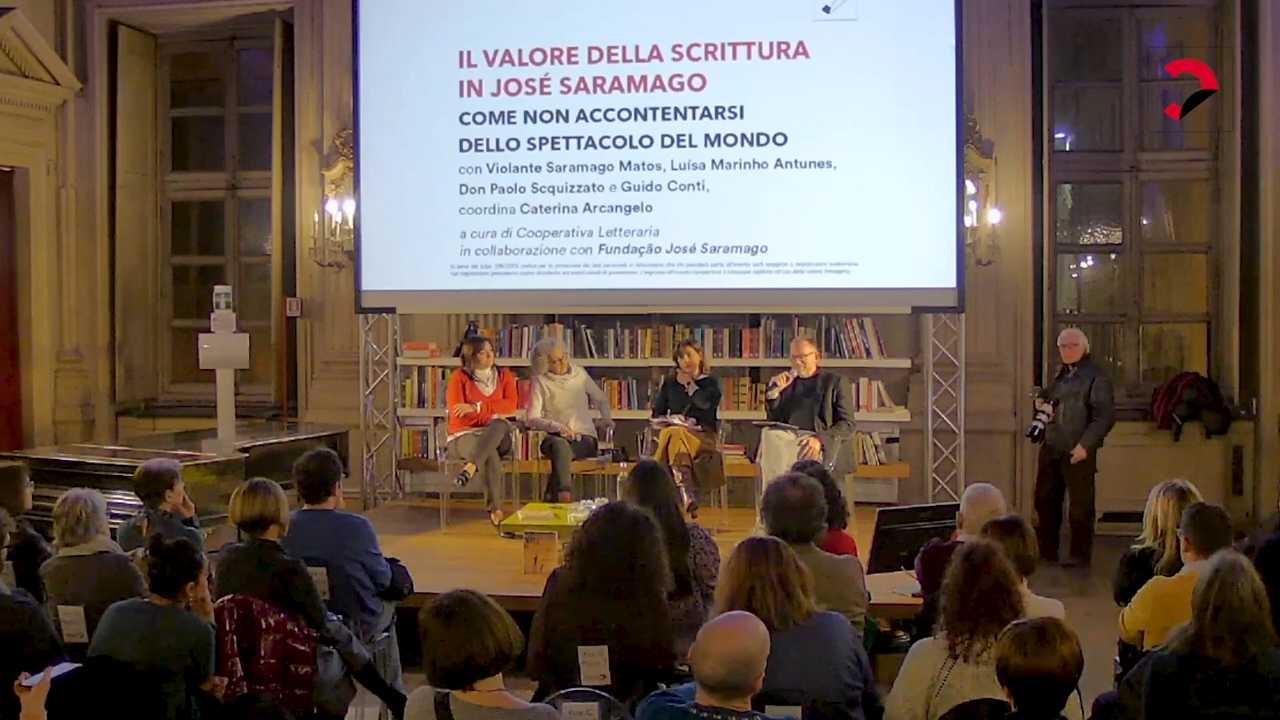 IL VALORE DELLA SCRITTURA
IN JOSÉ SARAMAGO
COME NON ACCONTENTARSI
DELLO SPETTACOLO DEL MONDO
con Violante Saramago Matos, Luísa Marinho Antunes,
Don Paolo Scquizzato e Guido Conti,
coordina Caterina Arcangelo
a cura di Cooperativa Letteraria
in collaborazione con Fundação José Saramago